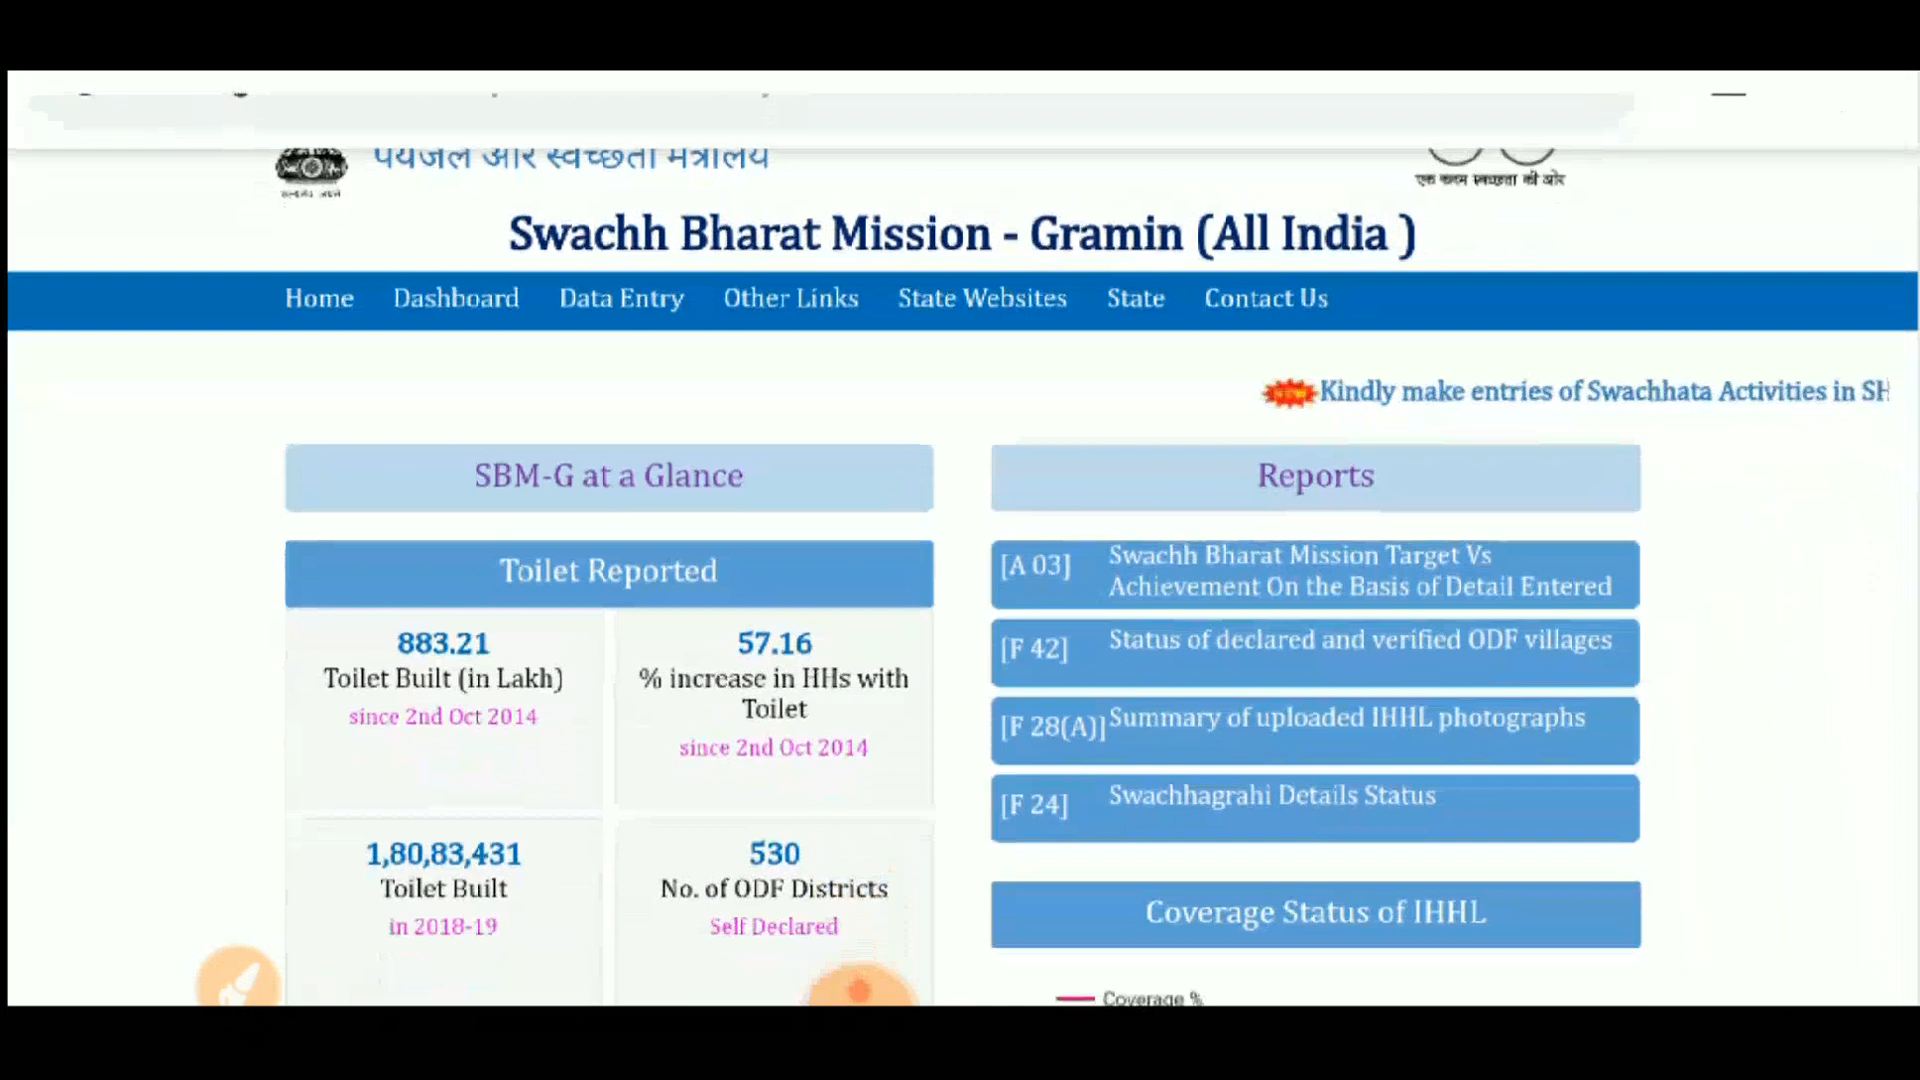 पेयजल और स्वच्छता मंत्रालय
एक कदम स्वच्छता की ओर
Swachh Bharat Mission - Gramin (All India )
Home Dashboard Data Entry Other Links State Websites State Contact Us
Kindly make entries of Swachhata Activities in SH
SBM-G at a Glance
Toilet Reported
883.21
Toilet Built (in Lakh)
since 2nd Oct 2014
57.16
% increase in HHs with
Toilet
since 2nd Oct 2014
1,80,83,431
Toilet Built
in 2018-19
530
No. of ODF Districts
Self Declared
Reports
[A 03] Swachh Bharat Mission Target Vs
Achievement On the Basis of Detail Entered
[F 42] Status of declared and verified ODF villages
[F 28(A)] Summary of uploaded IHHL photographs
[F 24] Swachhagrahi Details Status
Coverage Status of IHHL
Coverage %